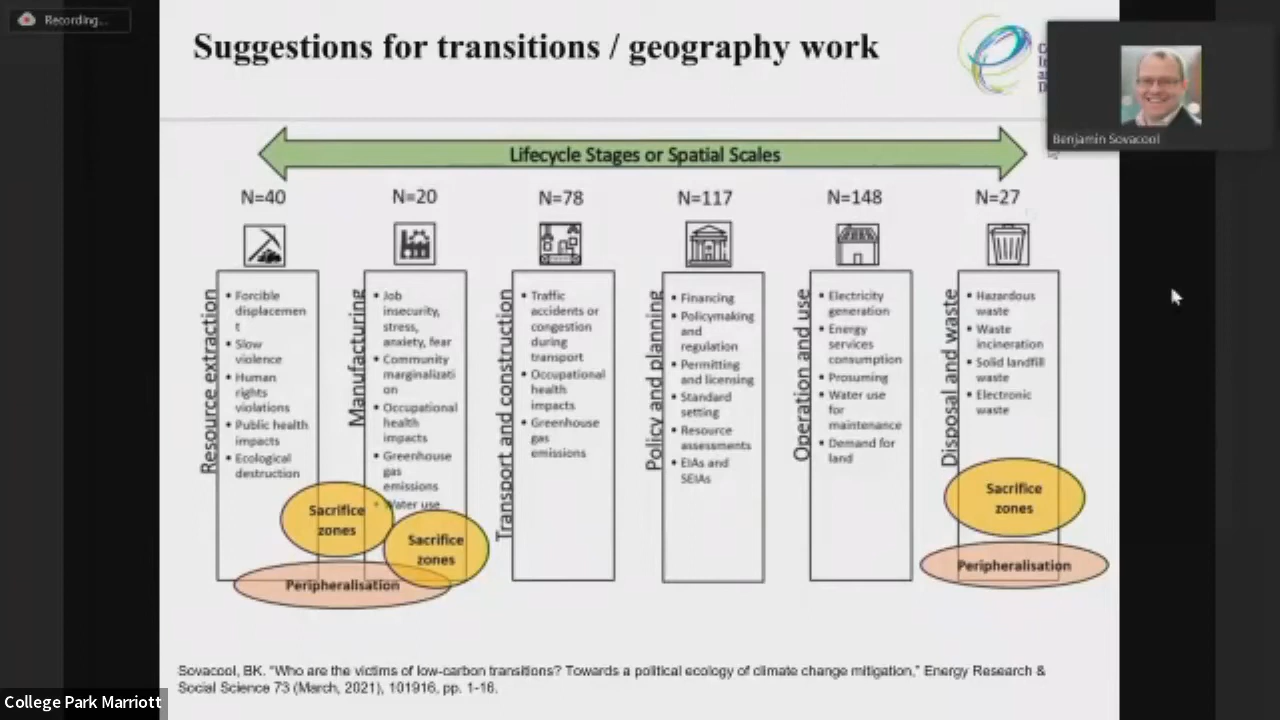 Recording...
Suggestions for transitions / geography work
Benjamin Sovacool
Lifecycle Stages or Spatial Scales
N=40
N=20
N=78
N=117
N=148
N=27
Resource extraction
▪ Forcible
displacemen
t
▪ Slow
violence
▪ Human
rights
violations
▪ Public health
impacts
▪ Ecological
destruction
Manufacturing
▪ Job
insecurity,
stress,
anxiety, fear
▪ Community
marginalizati
on
▪ Occupational
health
impacts
▪ Greenhouse
gas
emissions
▪ Water use
Transport and construction
▪ Traffic
accidents or
congestion
during
transport
▪ Occupational
health
impacts
▪ Greenhouse
gas
emissions
Policy and planning
▪ Financing
▪ Policymaking
and
regulation
▪ Permitting
and licensing
▪ Standard
setting
▪ Resource
assessments
▪ EIAs and
SEIAs
Operation and use
▪ Electricity
generation
▪ Energy
services
consumption
▪ Prosuming
▪ Water use
for
maintenance
▪ Demand for
land
Disposal and waste
▪ Hazardous
waste
▪ Waste
incineration
▪ Solid landfill
waste
▪ Electronic
waste
Sacrifice
zones
Sacrifice
zones
Peripheralisation
Sacrifice
zones
Peripheralisation
Sovacool, BK. "Who are the victims of low-carbon transitions? Towards a political ecology of climate change mitigation," Energy Research &
Social Science 73 (March, 2021), 101916, pp. 1-16.
College Park Marriott